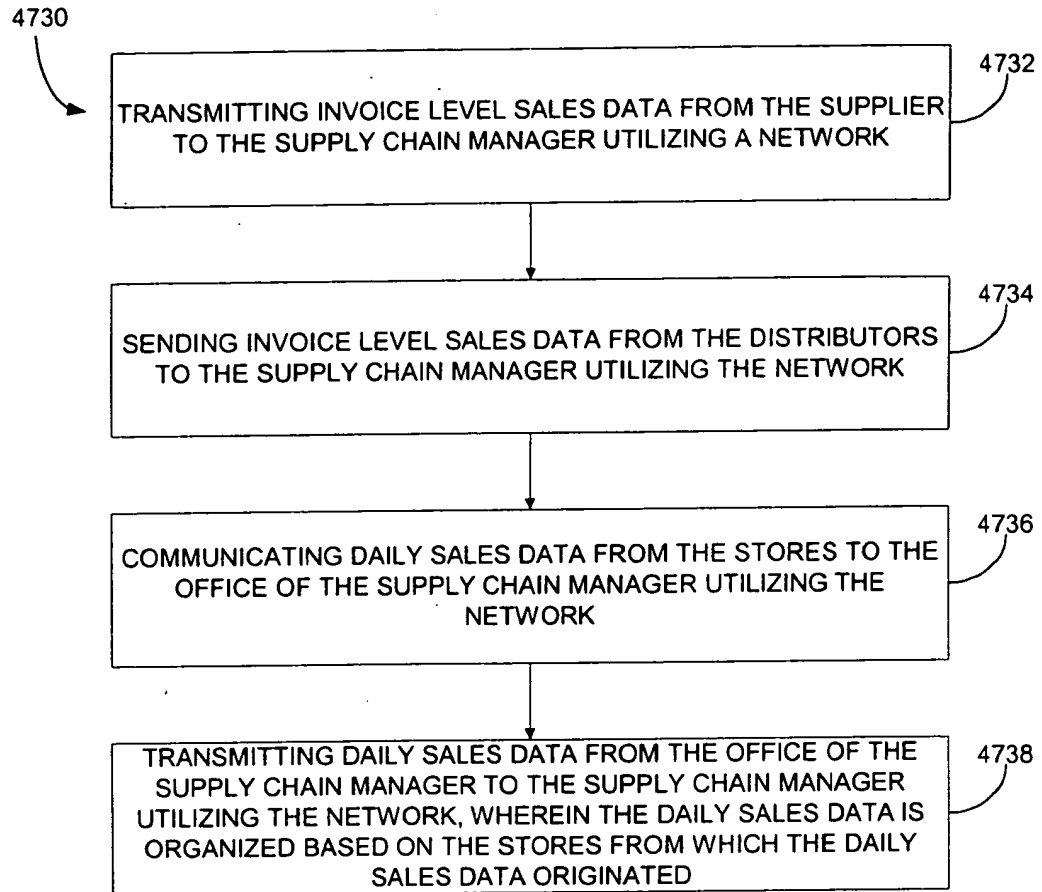 4730
4732
TRANSMITTING INVOICE LEVEL SALES DATA FROM THE SUPPLIER
TO THE SUPPLY CHAIN MANAGER UTILIZING A NETWORK
4734
SENDING INVOICE LEVEL SALES DATA FROM THE DISTRIBUTORS
TO THE SUPPLY CHAIN MANAGER UTILIZING THE NETWORK
4736
COMMUNICATING DAILY SALES DATA FROM THE STORES TO THE
OFFICE OF THE SUPPLY CHAIN MANAGER UTILIZING THE
NETWORK
4738
TRANSMITTING DAILY SALES DATA FROM THE OFFICE OF THE
SUPPLY CHAIN MANAGER TO THE SUPPLY CHAIN MANAGER
UTILIZING THE NETWORK, WHEREIN THE DAILY SALES DATA IS
ORGANIZED BASED ON THE STORES FROM WHICH THE DAILY
SALES DATA ORIGINATED